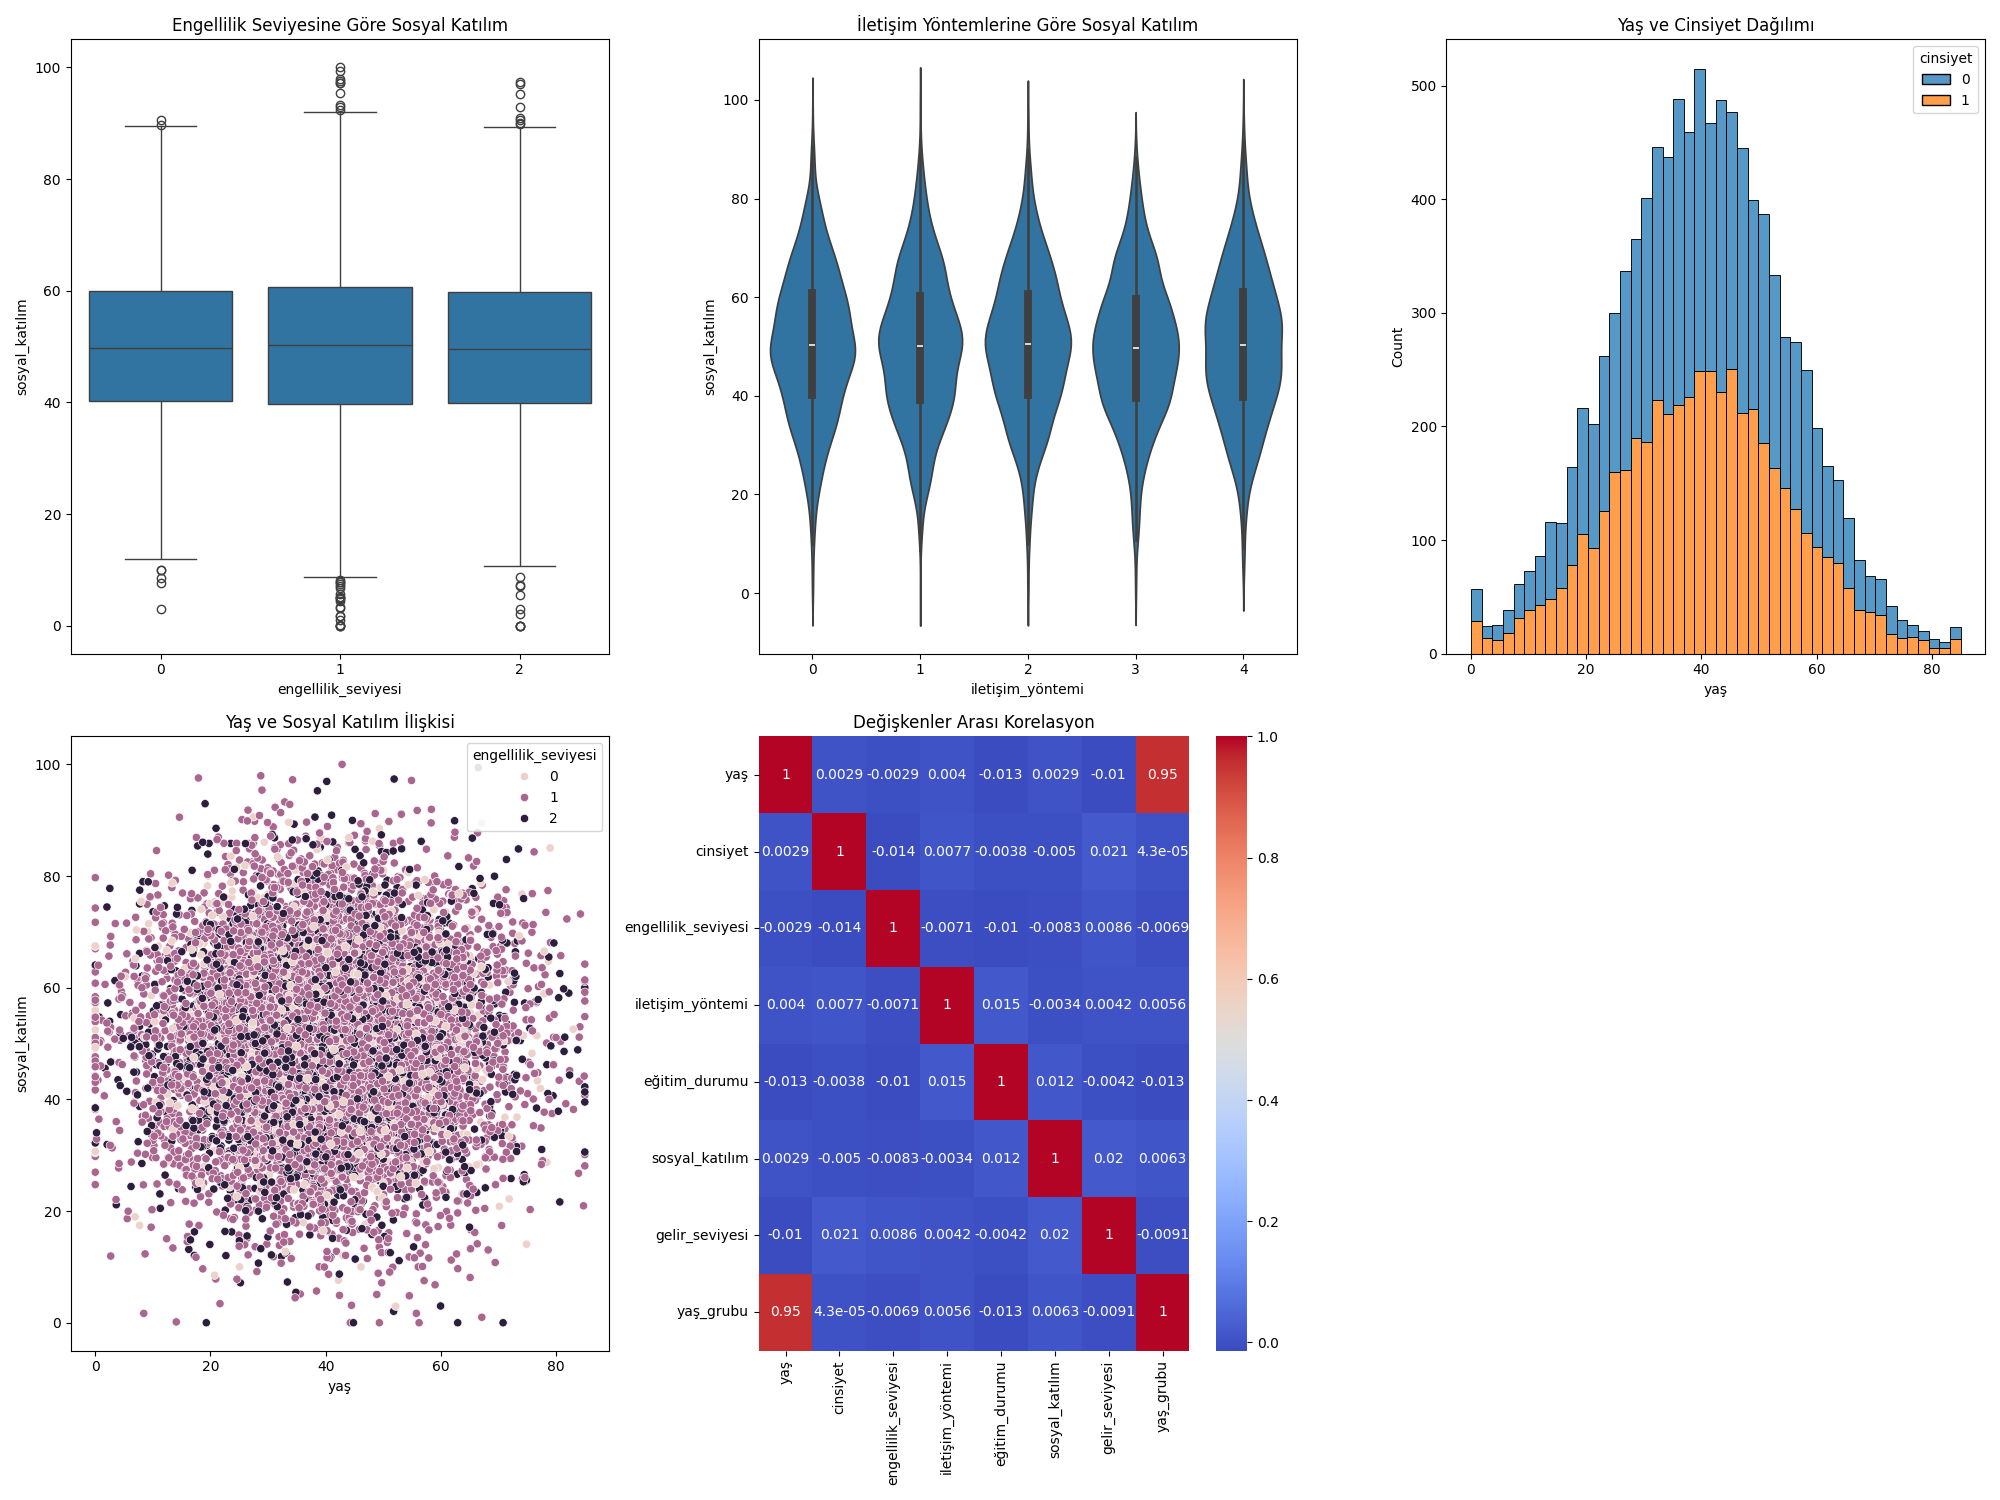 Engellilik Seviyesine Göre Sosyal Katılım
100
80
60
40
20
0
sosyal_katılım
0 1 2
engellilik_seviyesi
İletişim Yöntemlerine Göre Sosyal Katılım
100
80
60
40
20
0
sosyal_katılım
0 1 2 3 4
iletişim_yöntemi
Yaş ve Cinsiyet Dağılımı
cinsiyet
0
1
500
400
300
200
100
0
Count
0 20 40 60 80
yaş
Yaş ve Sosyal Katılım İlişkisi
engellilik_seviyesi
0
1
2
100
80
60
40
20
0
sosyal_katılım
0 20 40 60 80
yaş
Değişkenler Arası Korelasyon
yaş 1 0.0029 -0.0029 0.004 -0.013 0.0029 -0.01 0.95
cinsiyet 0.0029 1 -0.014 0.0077 -0.0038 -0.005 0.021 4.3e-05
engellilik_seviyesi -0.0029 -0.014 1 -0.0071 -0.01 -0.0083 0.0086 -0.0069
iletişim_yöntemi 0.004 0.0077 -0.0071 1 0.015 -0.0034 0.0042 0.0056
eğitim_durumu -0.013 -0.0038 -0.01 0.015 1 0.012 -0.0042 -0.013
sosyal_katılım 0.0029 -0.005 -0.0083 -0.0034 0.012 1 0.02 0.0063
gelir_seviyesi -0.01 0.021 0.0086 0.0042 -0.0042 0.02 1 -0.0091
yaş_grubu 0.95 4.3e-05 -0.0069 0.0056 -0.013 0.0063 -0.0091 1
yaş
cinsiyet
engellilik_seviyesi
iletişim_yöntemi
eğitim_durumu
sosyal_katılım
gelir_seviyesi
yaş_grubu
1.0
0.8
0.6
0.4
0.2
0.0